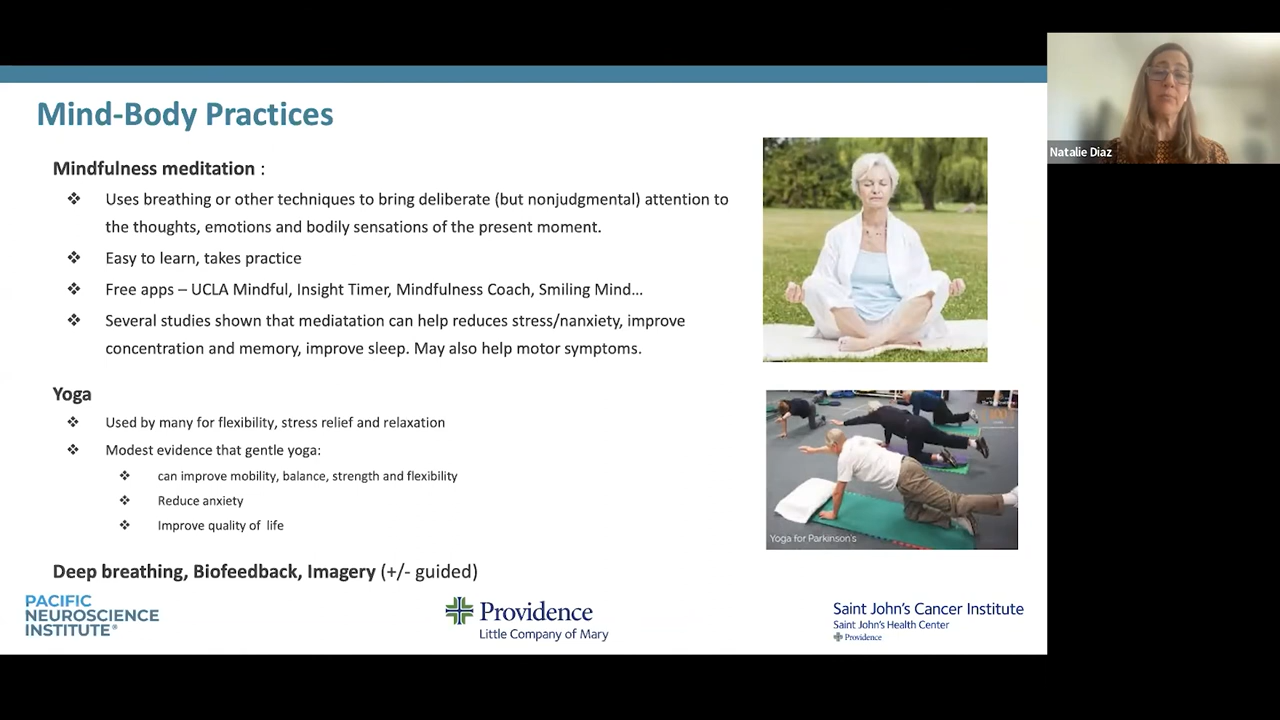 Mind-Body Practices
Mindfulness meditation :
❖ Uses breathing or other techniques to bring deliberate (but nonjudgmental) attention to
the thoughts, emotions and bodily sensations of the present moment.
❖ Easy to learn, takes practice
❖ Free apps – UCLA Mindful, Insight Timer, Mindfulness Coach, Smiling Mind…
❖ Several studies shown that mediatation can help reduces stress/nanxiety, improve
concentration and memory, improve sleep. May also help motor symptoms.
Yoga
❖ Used by many for flexibility, stress relief and relaxation
❖ Modest evidence that gentle yoga:
❖ can improve mobility, balance, strength and flexibility
❖ Reduce anxiety
❖ Improve quality of life
Deep breathing, Biofeedback, Imagery (+/- guided)
Yoga for Parkinson's
PACIFIC
NEUROSCIENCE
INSTITUTE®
Providence
Little Company of Mary
Saint John's Cancer Institute
Saint John's Health Center
Providence
Natalie Diaz